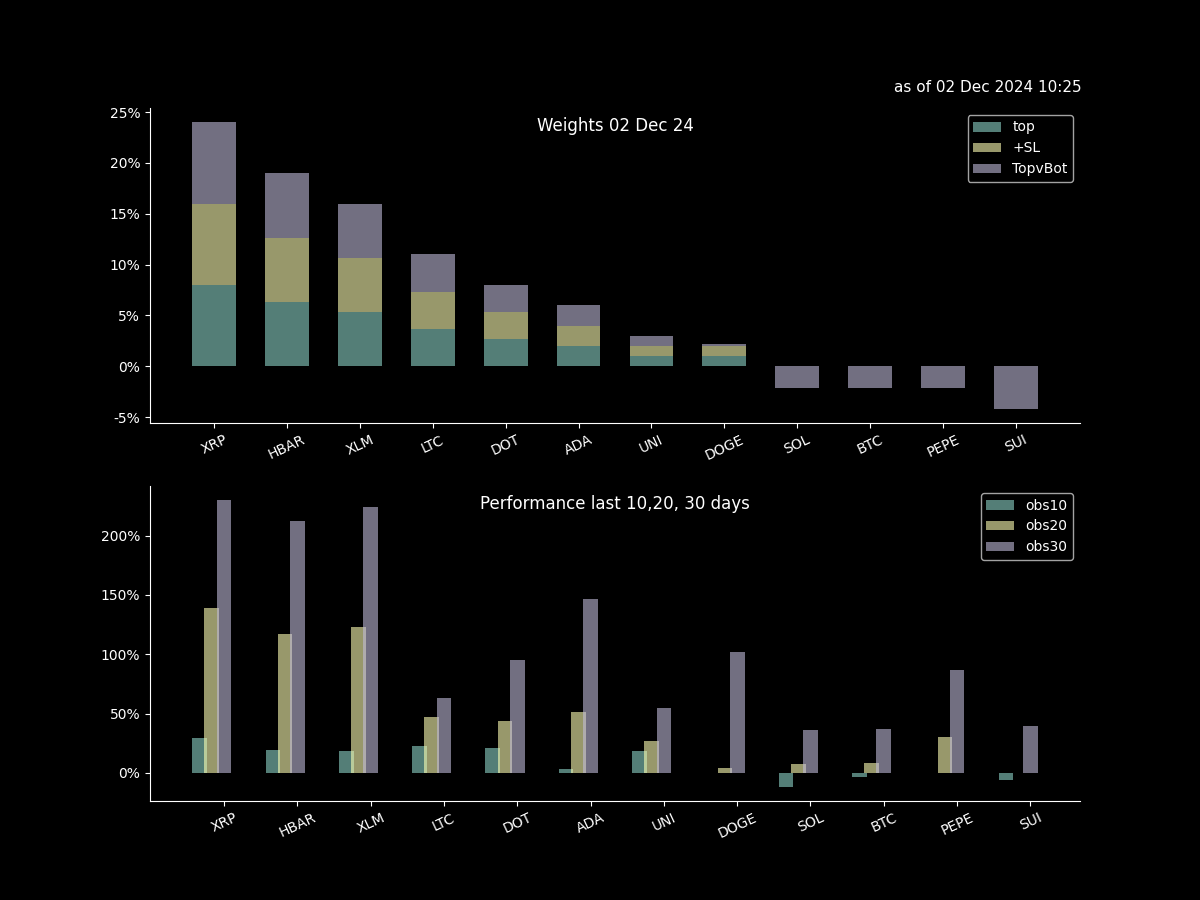 as of 02 Dec 2024 10:25
Weights 02 Dec 24
top
+SL
TopvBot
25%
20%
15%
10%
5%
0%
-5%
XRP HBAR XLM LTC DOT ADA UNI DOGE SOL BTC PEPE SUI
Performance last 10,20, 30 days
obs10
obs20
obs30
200%
150%
100%
50%
0%
XRP HBAR XLM LTC DOT ADA UNI DOGE SOL BTC PEPE SUI